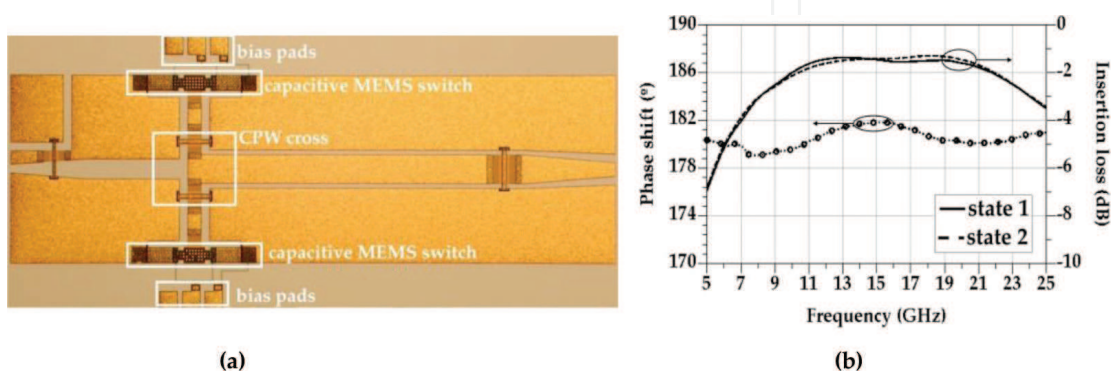 bias pads
capacitive MEMS switch
CPW cross
capacitive MEMS switch
bias pads
(a)
190
186
182
178
174
170
Phase shift (º)
0
−2
−4
−6
−8
−10
Insertion loss (dB)
state 1
state 2
5 7 9 11 13 15 17 19 21 23 25
Frequency (GHz)
(b)